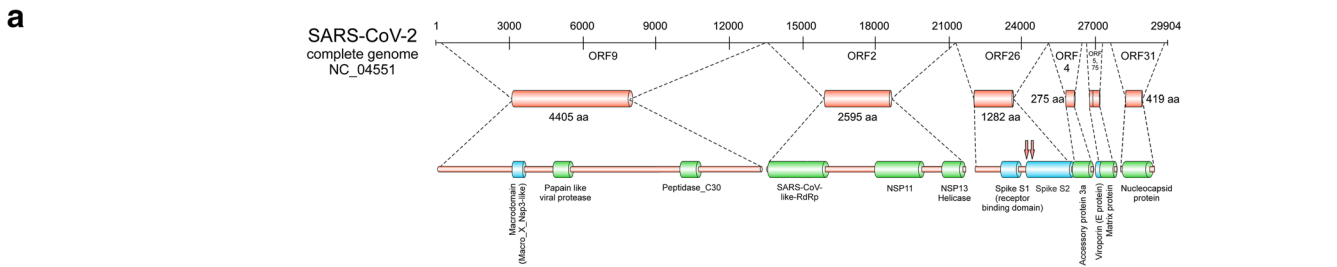 a
1 3000 6000 9000 12000 15000 18000 21000 24000 27000 29904
SARS-CoV-2
complete genome
NC_04551
ORF9 ORF2 ORF26 ORF
4
ORF
5,
75
ORF31
4405 aa 2595 aa 1282 aa 275 aa 419 aa
Macrodomain
(Macro_X_Nsp3-like)
Papain like
viral protease
Peptidase_C30
SARS-CoV-
like-RdRp
NSP11
NSP13
Helicase
Spike S1
(receptor
binding domain)
Spike S2
Accessory protein 3a
Viroporin (E protein)
Matrix protein
Nucleocapsid
protein